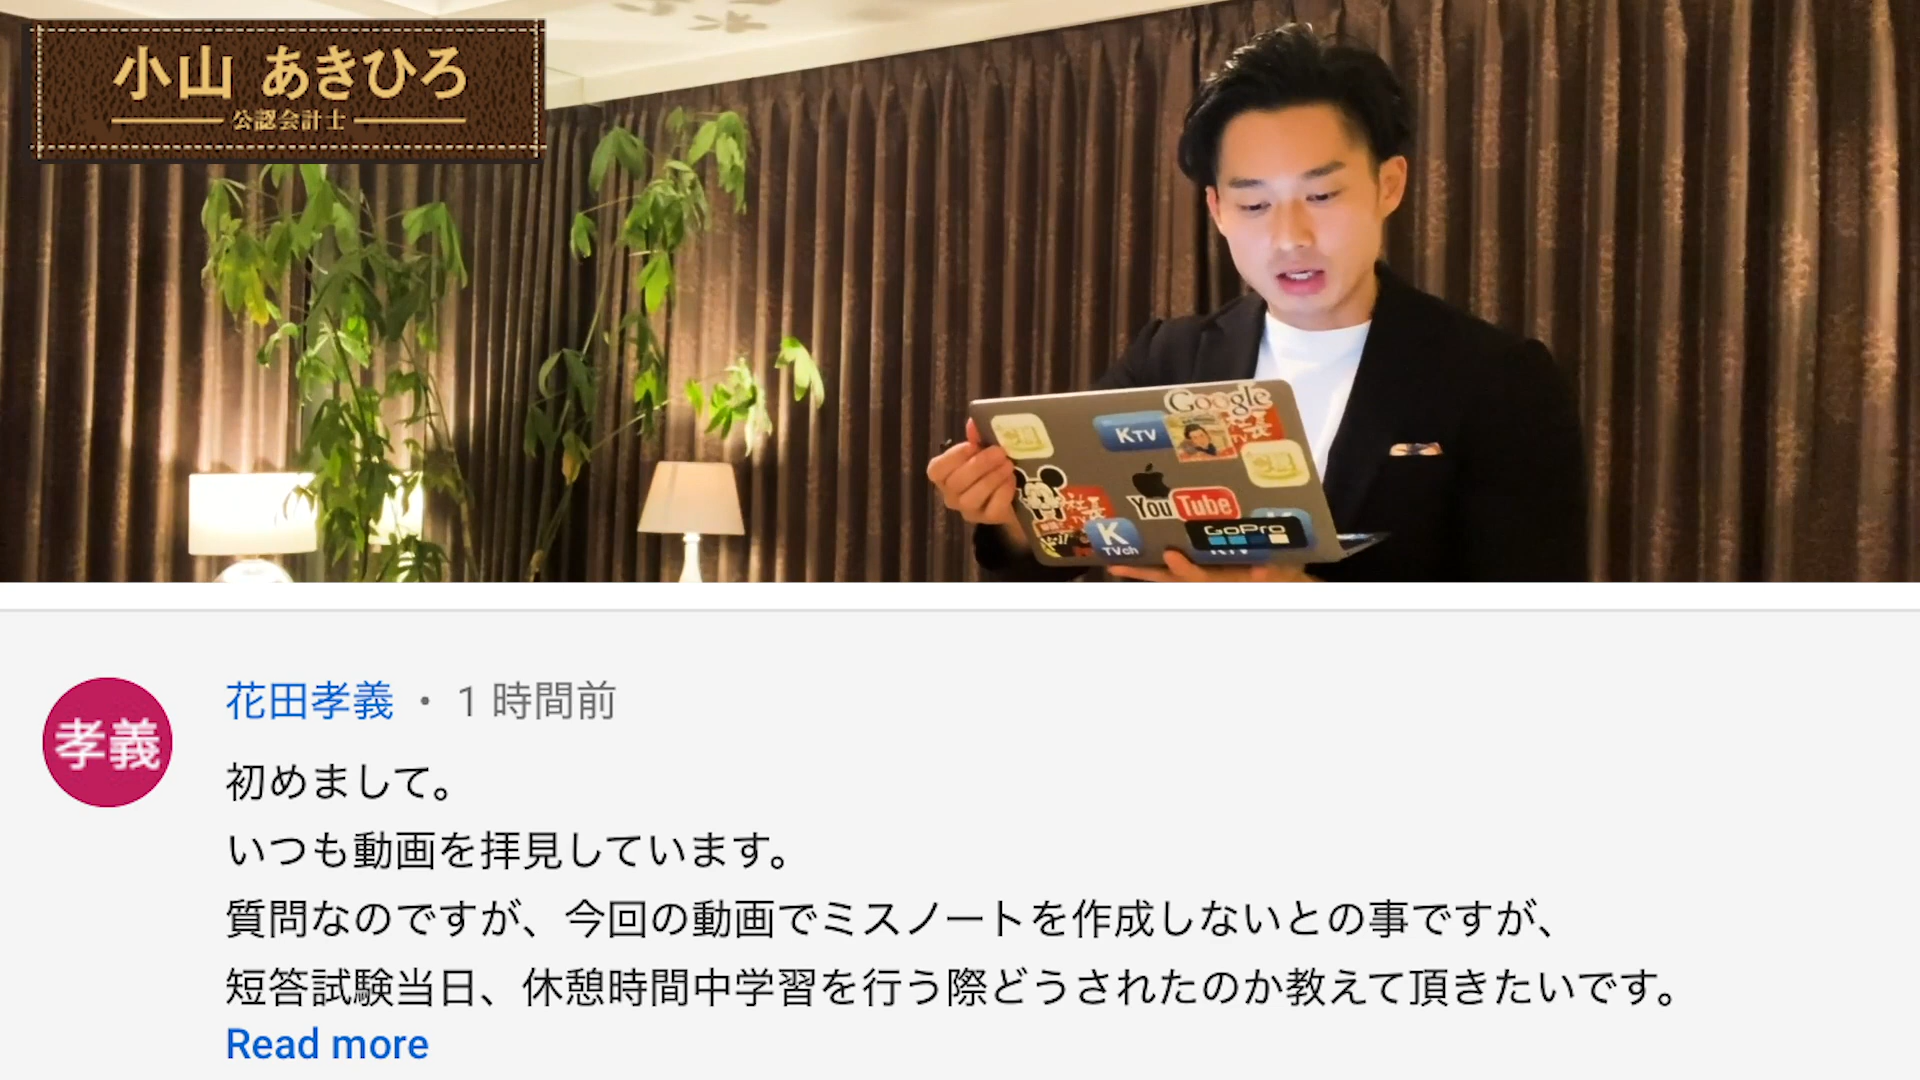 小山 あきひろ
公認会計士
Google
KTV
YouTube
GoPro
K
TVch
孝義
花田孝義 ・ 1 時間前
初めまして。
いつも動画を拝見しています。
質問なのですが、今回の動画でミスノートを作成しないとの事ですが、
短答試験当日、休憩時間中学習を行う際どうされたのか教えて頂きたいです。
Read more